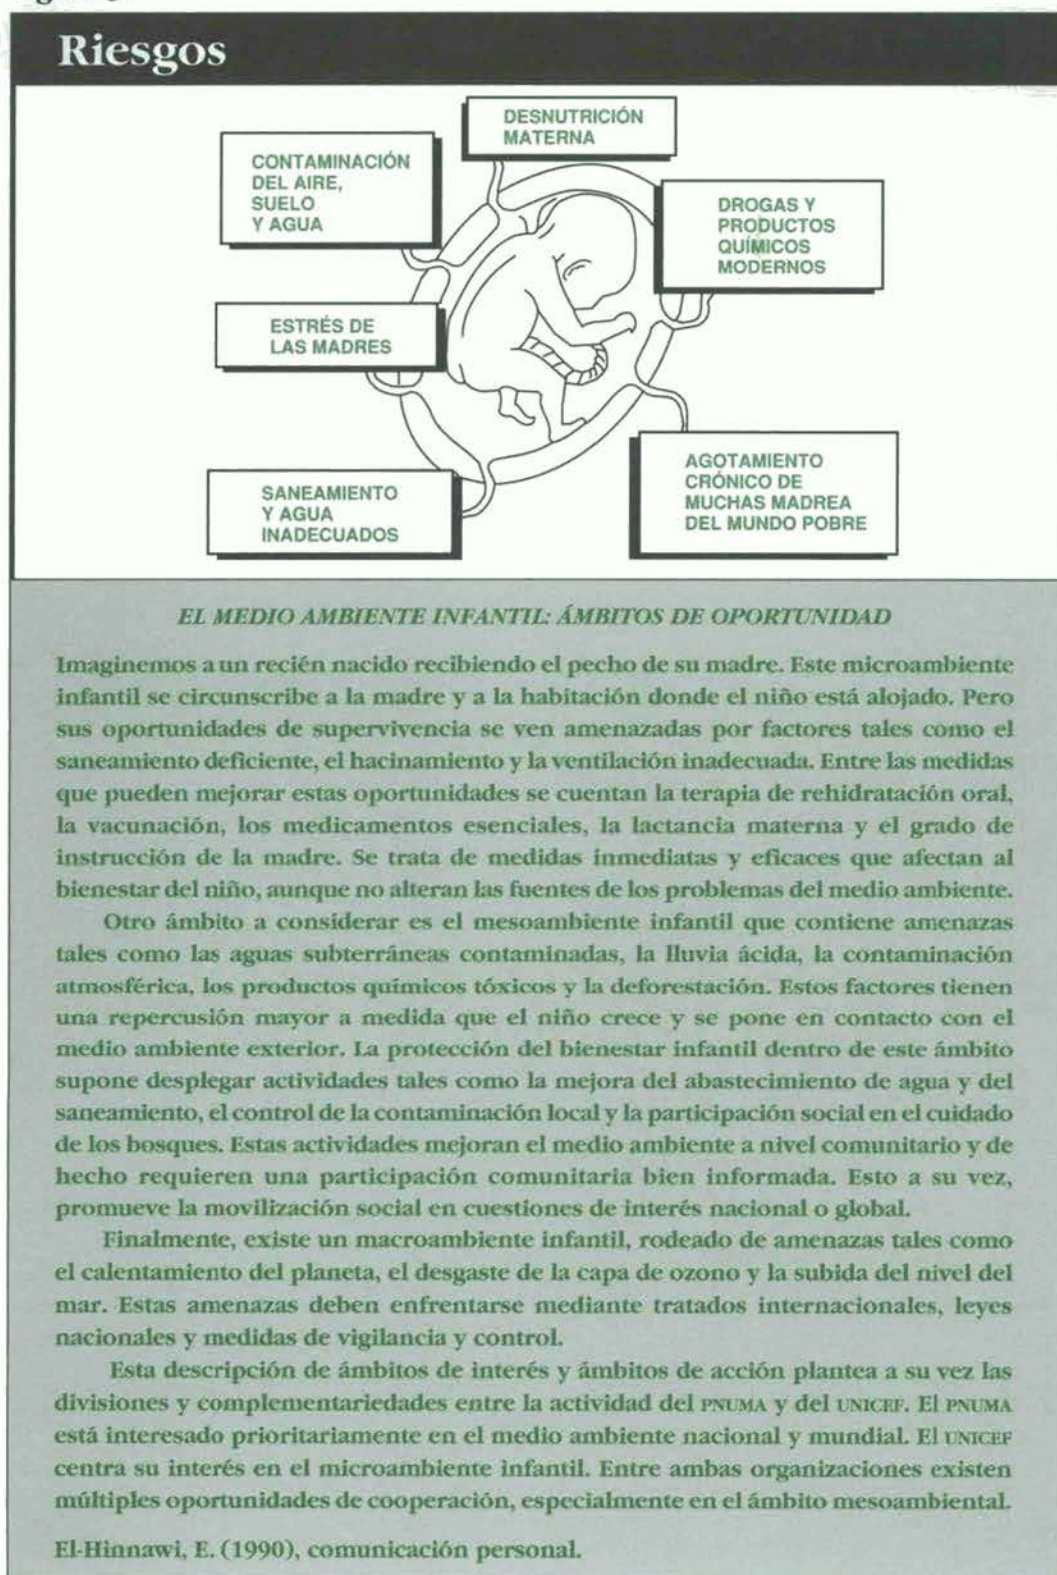 Riesgos
DESNUTRICIÓN
MATERNA
CONTAMINACIÓN
DEL AIRE,
SUELO
Y AGUA
DROGAS Y
PRODUCTOS
QUÍMICOS
MODERNOS
ESTRÉS DE
LAS MADRES
SANEAMIENTO
Y AGUA
INADECUADOS
AGOTAMIENTO
CRÓNICO DE
MUCHAS MADREA
DEL MUNDO POBRE
EL MEDIO AMBIENTE INFANTIL: ÁMBITOS DE OPORTUNIDAD
Imaginemos a un recién nacido recibiendo el pecho de su madre. Este microambiente
infantil se circunscribe a la madre y a la habitación donde el niño está alojado. Pero
sus oportunidades de supervivencia se ven amenazadas por factores tales como el
saneamiento deficiente, el hacinamiento y la ventilación inadecuada. Entre las medidas
que pueden mejorar estas oportunidades se cuentan la terapia de rehidratación oral,
la vacunación, los medicamentos esenciales, la lactancia materna y el grado de
instrucción de la madre. Se trata de medidas inmediatas y eficaces que afectan al
bienestar del niño, aunque no alteran las fuentes de los problemas del medio ambiente.
Otro ámbito a considerar es el mesoambiente infantil que contiene amenazas
tales como las aguas subterráneas contaminadas, la lluvia ácida, la contaminación
atmosférica, los productos químicos tóxicos y la deforestación. Estos factores tienen
una repercusión mayor a medida que el niño crece y se pone en contacto con el
medio ambiente exterior. La protección del bienestar infantil dentro de este ámbito
supone desplegar actividades tales como la mejora del abastecimiento de agua y del
saneamiento, el control de la contaminación local y la participación social en el cuidado
de los bosques. Estas actividades mejoran el medio ambiente a nivel comunitario y de
hecho requieren una participación comunitaria bien informada. Esto a su vez,
promueve la movilización social en cuestiones de interés nacional o global.
Finalmente, existe un macroambiente infantil, rodeado de amenazas tales como
el calentamiento del planeta, el desgaste de la capa de ozono y la subida del nivel del
mar. Estas amenazas deben enfrentarse mediante tratados internacionales, leyes
nacionales y medidas de vigilancia y control.
Esta descripción de ámbitos de interés y ámbitos de acción plantea a su vez las
divisiones y complementariedades entre la actividad del PNUMA y del UNICEF. El PNUMA
está interesado prioritariamente en el medio ambiente nacional y mundial. El UNICEF
centra su interés en el microambiente infantil. Entre ambas organizaciones existen
múltiples oportunidades de cooperación, especialmente en el ámbito mesoambiental.
El-Hinnawi, E. (1990), comunicación personal.